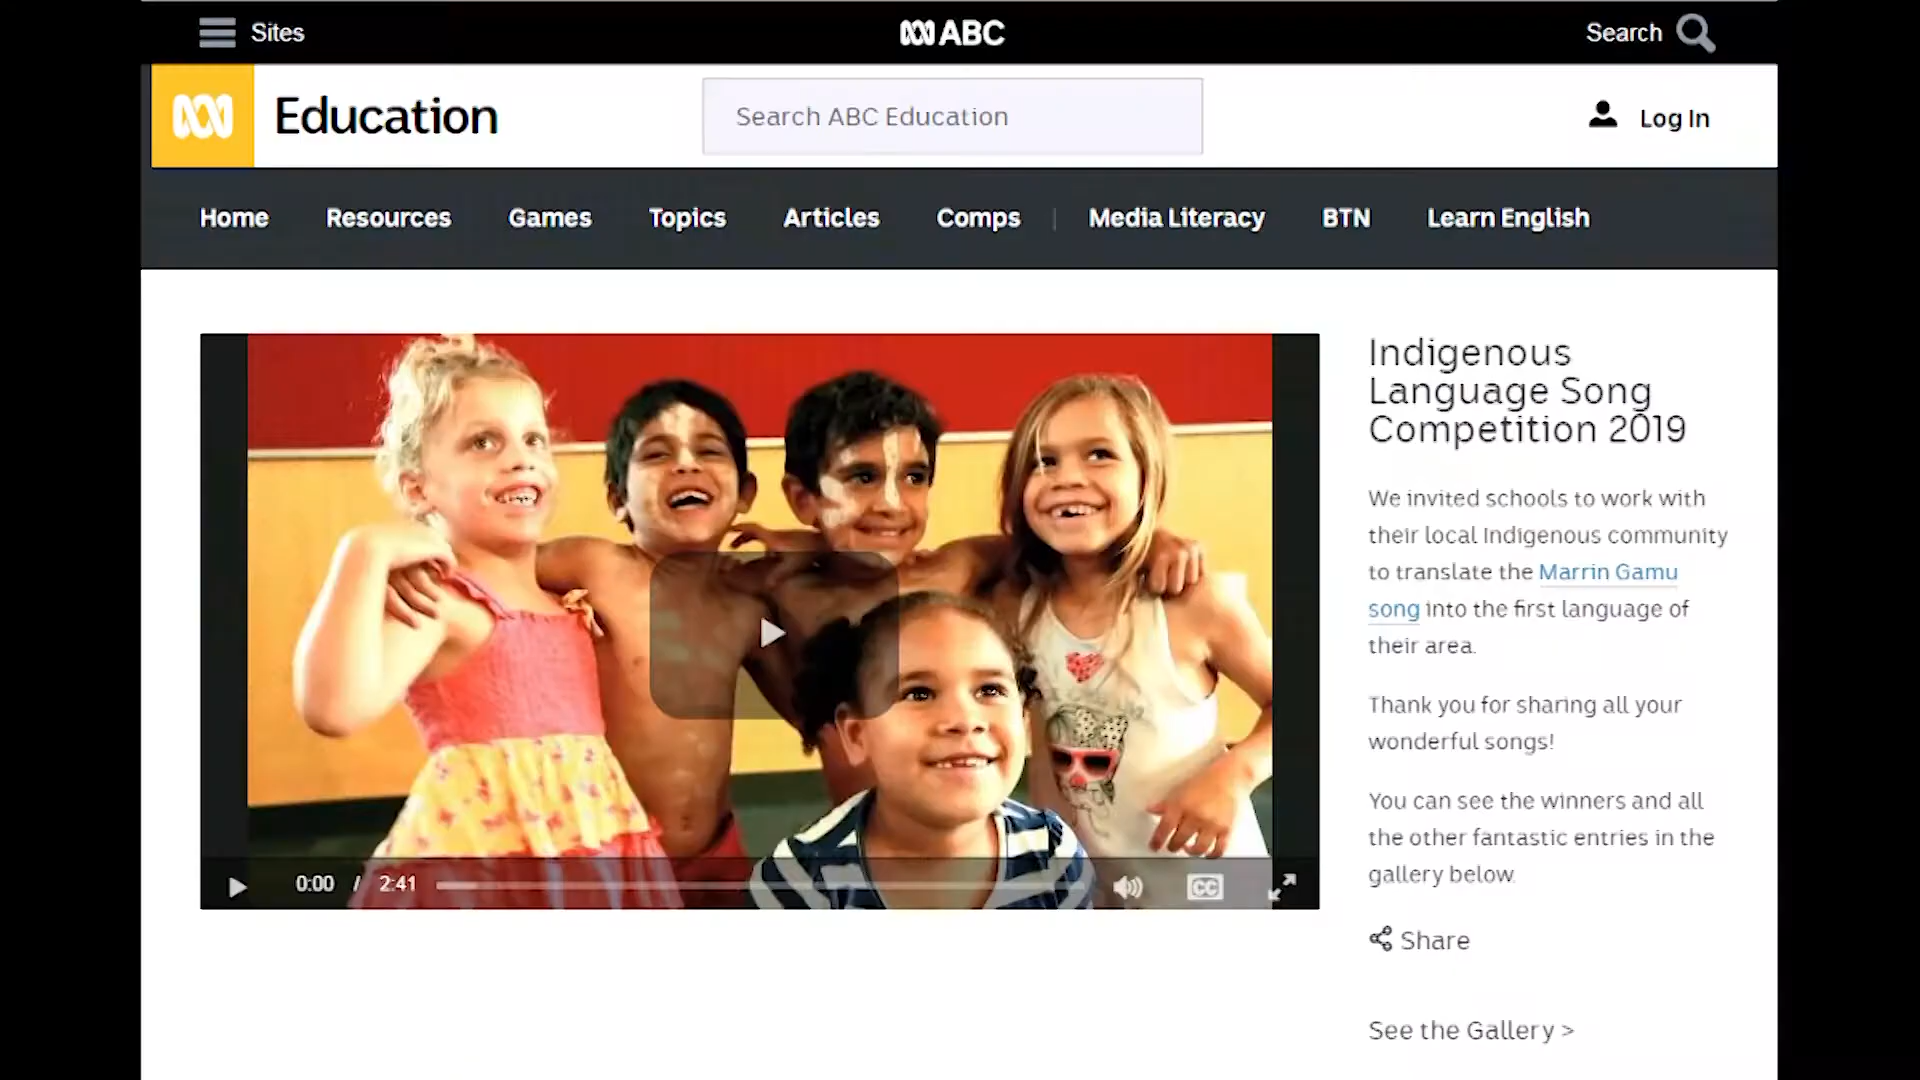 Sites
ABC
Search
Education
Search ABC Education
Log In
Home
Resources
Games
Topics
Articles
Comps
Media Literacy
BTN
Learn English
Indigenous
Language Song
Competition 2019
We invited schools to work with
their local Indigenous community
to translate the Marrin Gamu
song into the first language of
their area.
Thank you for sharing all your
wonderful songs!
You can see the winners and all
the other fantastic entries in the
gallery below.
Share
See the Gallery >
0:00 / 2:41
CC